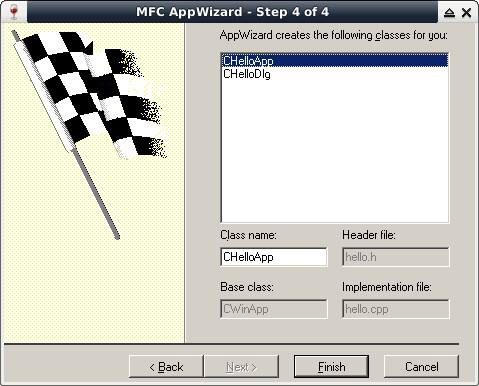 MFC AppWizard - Step 4 of 4
AppWizard creates the following classes for you:
CHelloApp
CHelloDlg
Class name:
Header file:
CHelloApp
hello.h
Base class:
Implementation file:
CWinApp
hello.cpp
< Back
Next >
Finish
Cancel